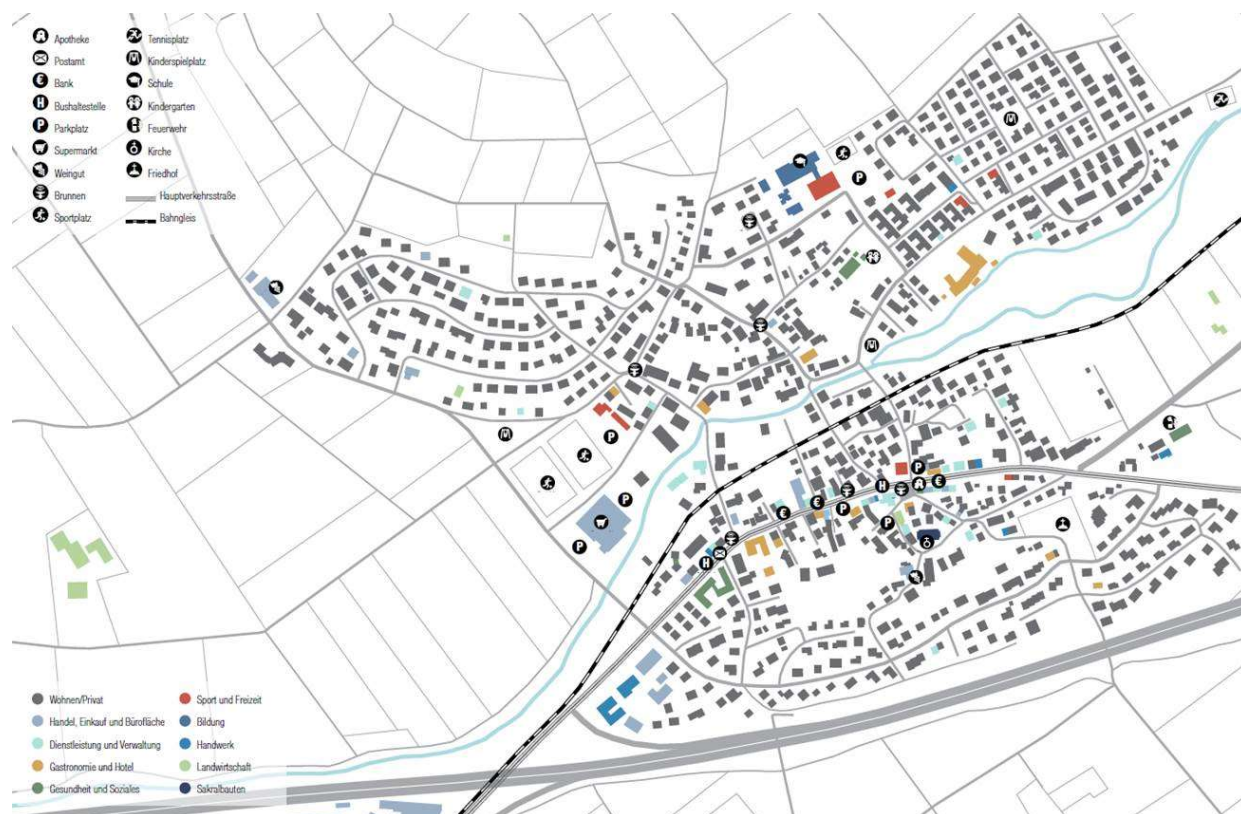 Apotheke
Postamt
Bank
Bushaltestelle
Parkplatz
Supermarkt
Weingut
Brunnen
Sportplatz
Tennisplatz
Kinderspielplatz
Schule
Kindergarten
Feuerwehr
Kirche
Friedhof
Hauptverkehrsstraße
Bahngleis
P
P
P
P
H
P
€
€
P
P
€
H
Wohnen/Privat
Handel, Einkauf und Bürofläche
Dienstleistung und Verwaltung
Gastronomie und Hotel
Gesundheit und Soziales
Sport und Freizeit
Bildung
Handwerk
Landwirtschaft
Sakralbauten